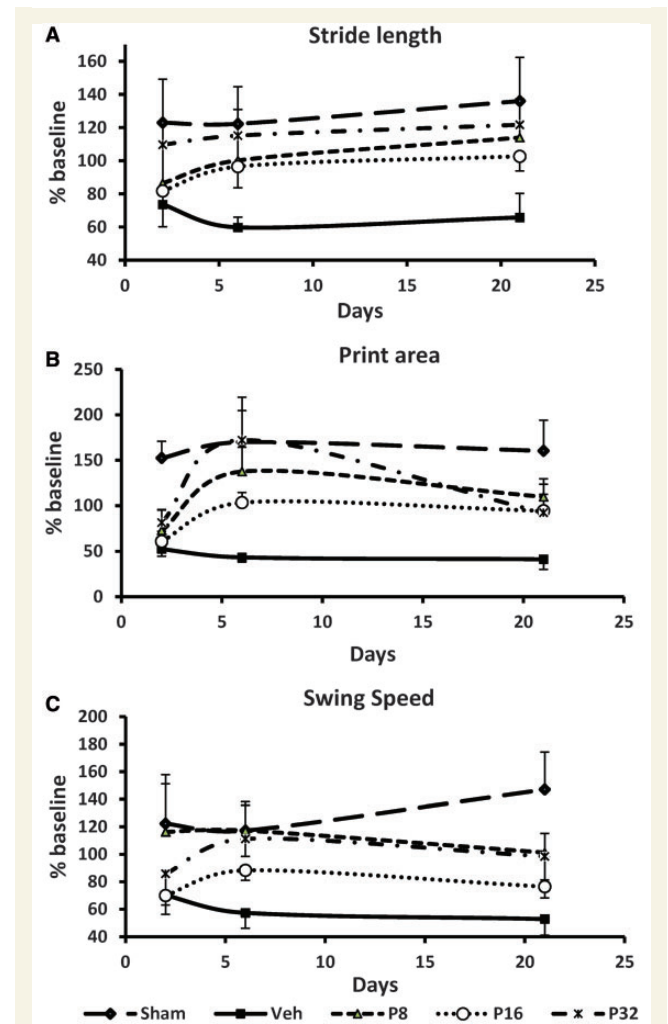 A
Stride length
160
140
120
100
80
60
40
% baseline
0 5 10 15 20 25
Days
B
Print area
250
200
150
100
50
0
% baseline
0 5 10 15 20 25
Days
C
Swing Speed
200
180
160
140
120
100
80
60
40
% baseline
0 5 10 15 20 25
Days
Sham Veh P8 P16 P32